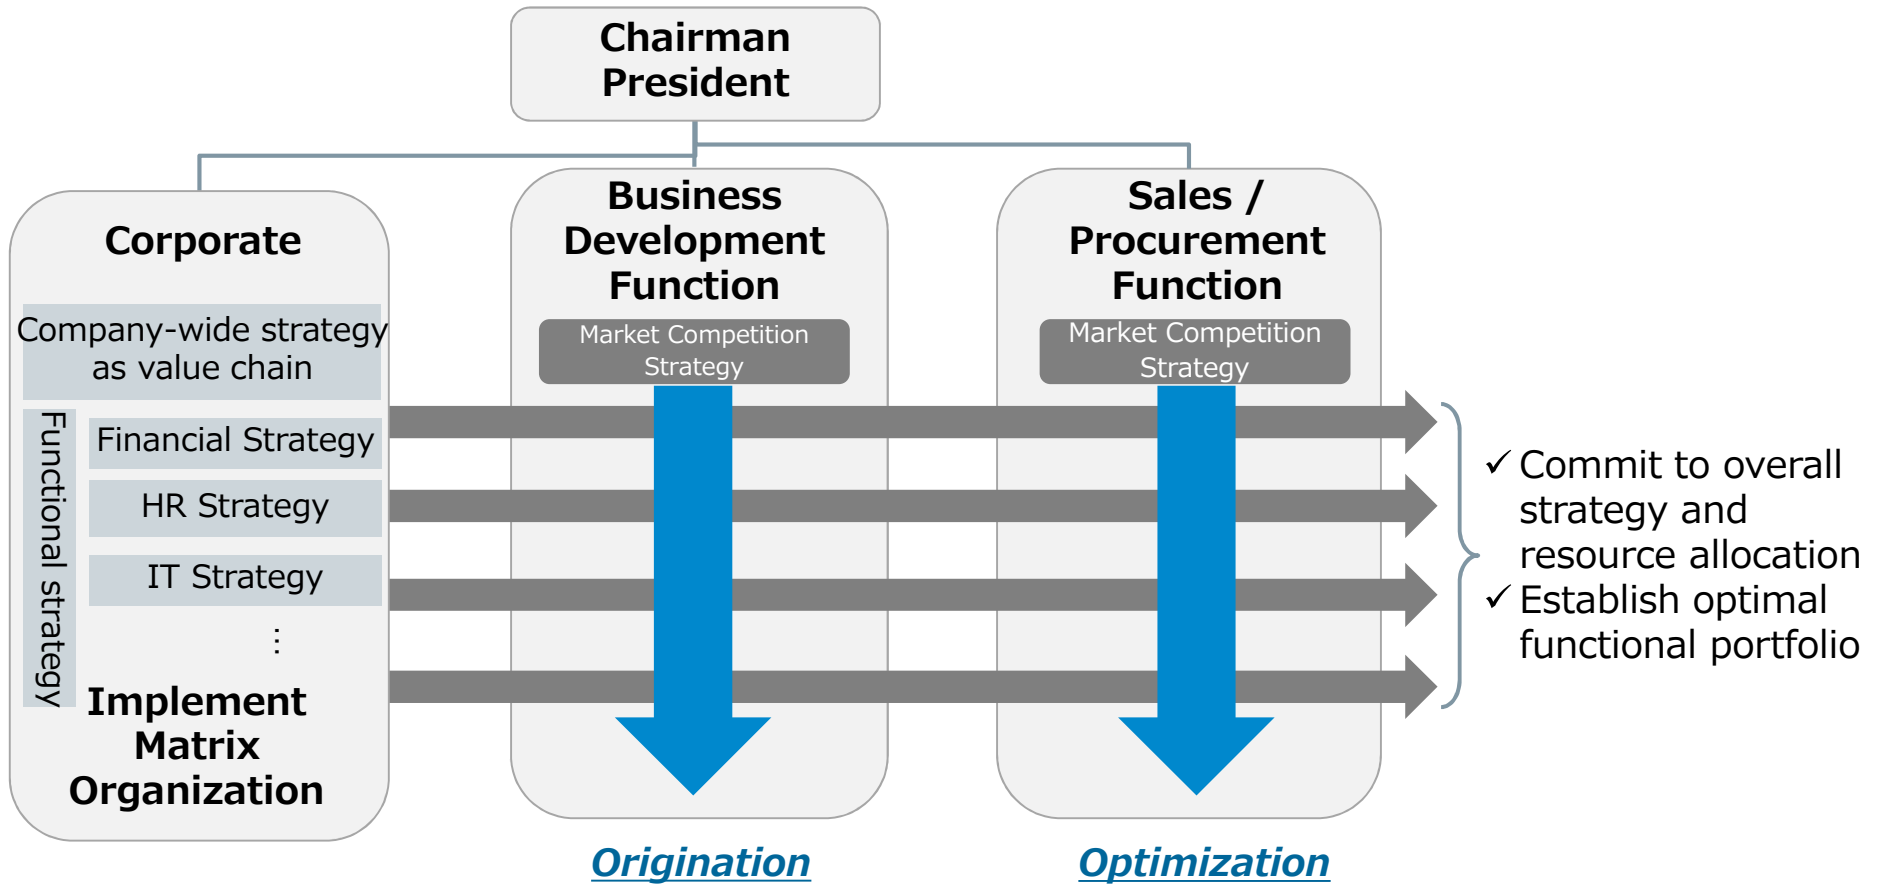 Chairman
President
Corporate
Company-wide strategy
as value chain
Functional strategy
Financial Strategy
HR Strategy
IT Strategy
…
Implement
Matrix
Organization
Business
Development
Function
Market Competition
Strategy
Origination
Sales /
Procurement
Function
Market Competition
Strategy
Optimization
✓ Commit to overall
strategy and
resource allocation
✓ Establish optimal
functional portfolio